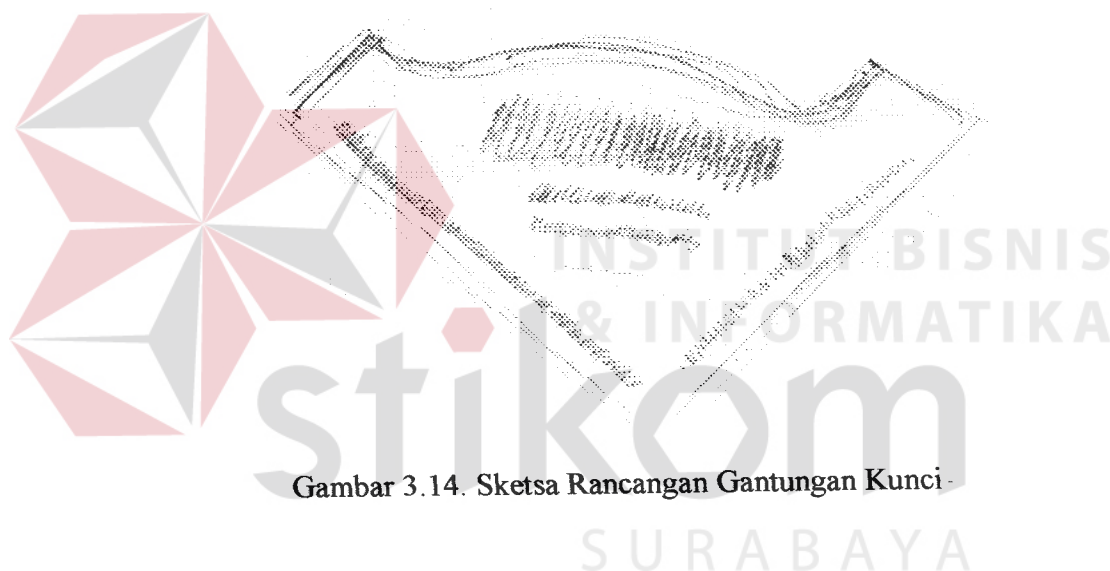 INSTITUT BISNIS
& INFORMATIKA
stikom
Gambar 3.14. Sketsa Rancangan Gantungan Kunci
SURABAYA